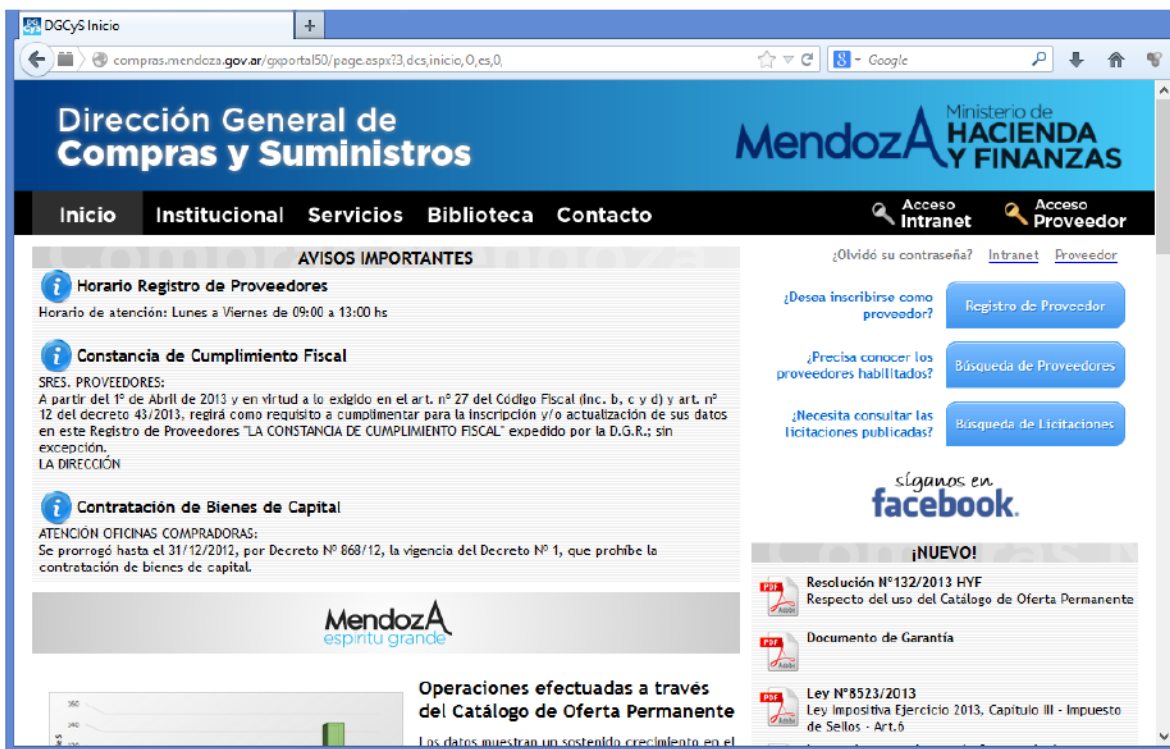 DGCyS Inicio
compras.mendoza.gov.ar/gxportal50/page.aspx?3,dcs,inicio,O,es,0,
Google
Dirección General de
Compras y Suministros
Mendoza
Ministerio de
HACIENDA
Y FINANZAS
Inicio Institucional Servicios Biblioteca Contacto
Acceso
Intranet
Acceso
Proveedor
AVISOS IMPORTANTES
Horario Registro de Proveedores
Horario de atención: Lunes a Viernes de 09:00 a 13:00 hs
Constancia de Cumplimiento Fiscal
SRES. PROVEEDORES:
A partir del 1º de Abril de 2013 y en virtud a lo exigido en el art. nº 27 del Código Fiscal (inc. b, c y d) y art. nº
12 del decreto 43/2013, regirá como requisito a cumplimentar para la inscripción y/o actualización de sus datos
en este Registro de Proveedores "LA CONSTANCIA DE CUMPLIMIENTO FISCAL" expedido por la D.G.R.; sin
excepción.
LA DIRECCIÓN
Contratación de Bienes de Capital
ATENCIÓN OFICINAS COMPRADORAS:
Se prorrogó hasta el 31/12/2012, por Decreto Nº 868/12, la vigencia del Decreto Nº 1, que prohíbe la
contratación de bienes de capital.
MendozA
espíritu grande
360
340
Operaciones efectuadas a través
del Catálogo de Oferta Permanente
Los datos muestran un sostenido crecimiento en el
¿Olvidó su contraseña? Intranet Proveedor
¿Desea inscribirse como
proveedor?
Registro de Proveedor
¿Precisa conocer los
proveedores habilitados?
Búsqueda de Proveedores
¿Necesita consultar las
licitaciones publicadas?
Búsqueda de Licitaciones
síganos en
facebook.
¡NUEVO!
Resolución Nº132/2013 HYF
Respecto del uso del Catálogo de Oferta Permanente
Documento de Garantía
Ley Nº8523/2013
Ley Impositiva Ejercicio 2013, Capítulo III - Impuesto
de Sellos - Art.6